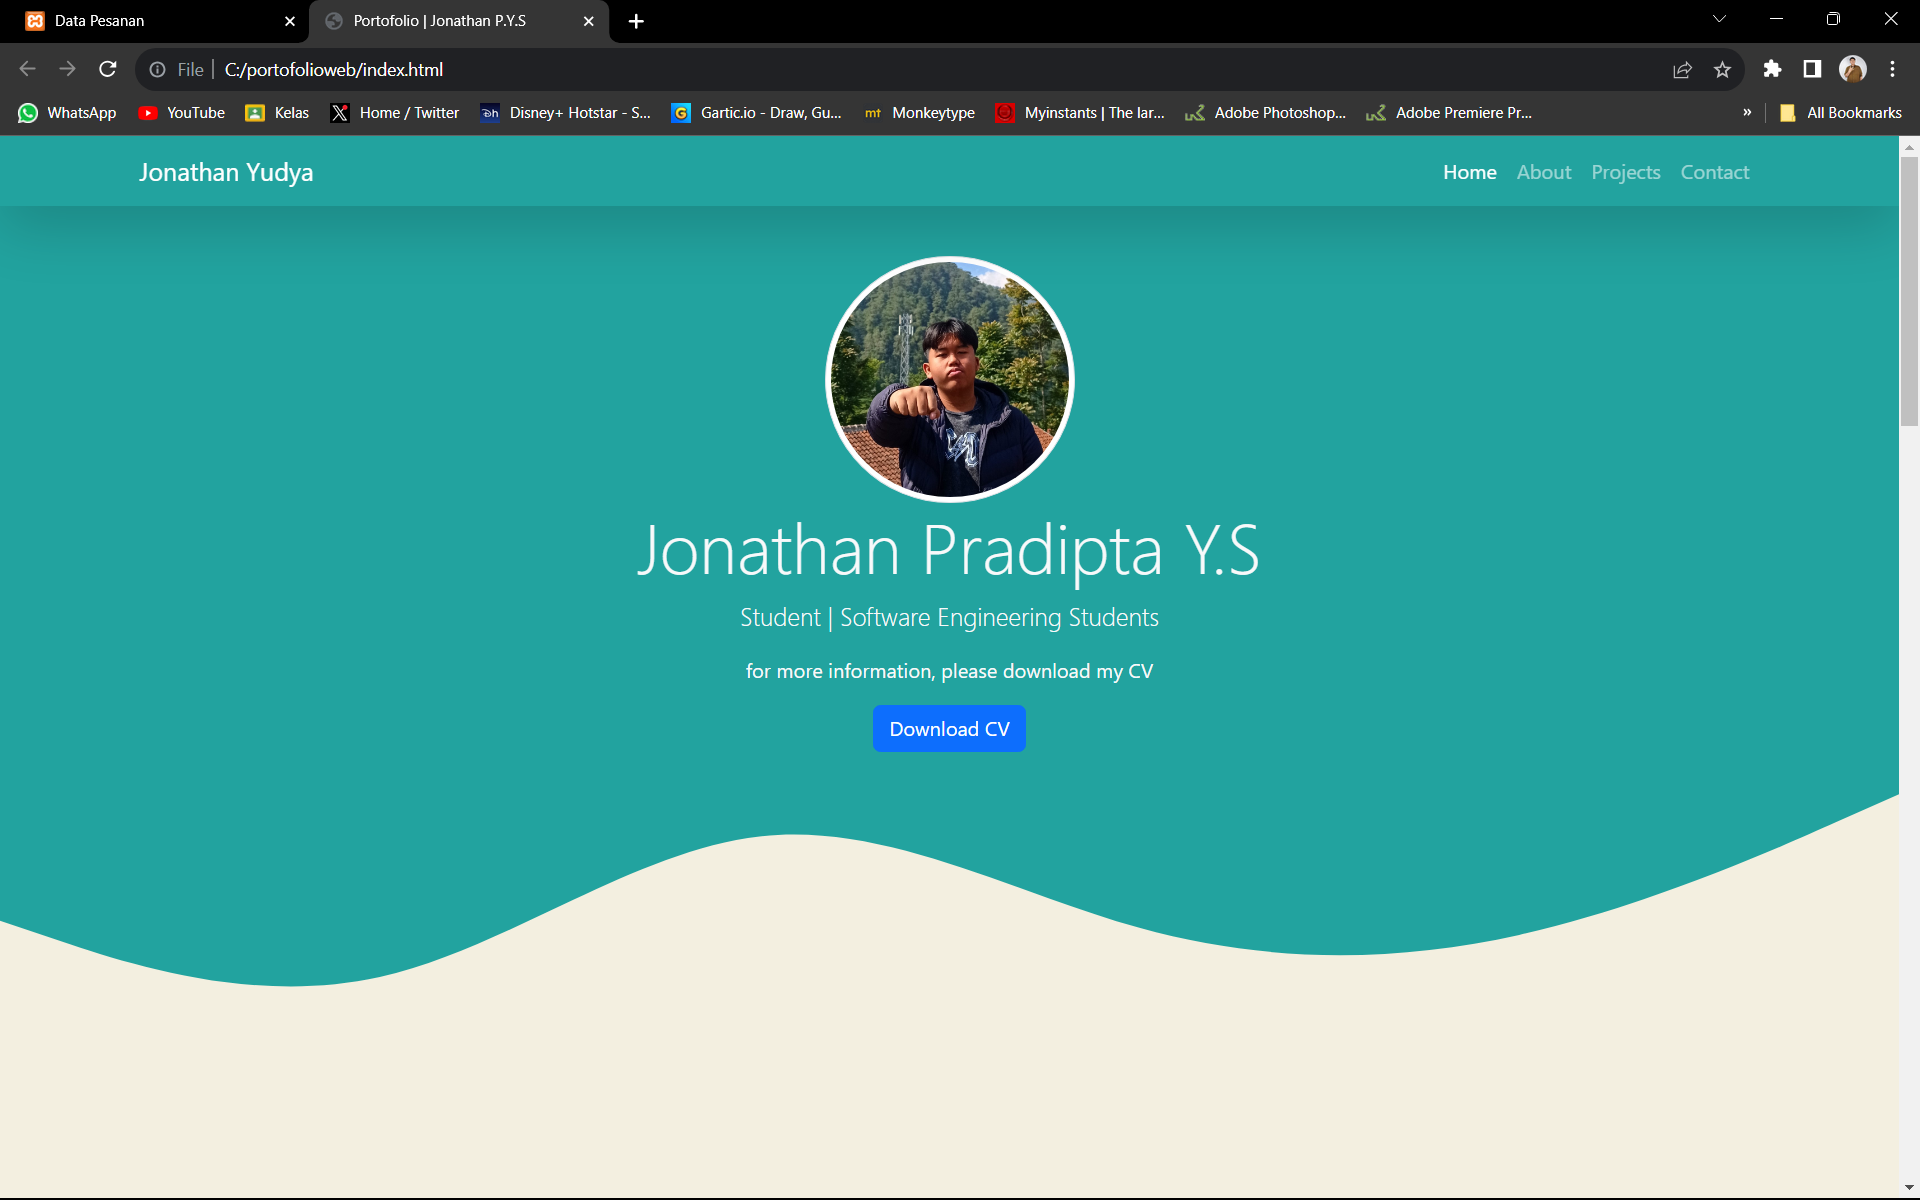 Data Pesanan
Portofolio | Jonathan P.Y.S
File
C:/portofolioweb/index.html
WhatsApp
YouTube
Kelas
Home / Twitter
Disney+ Hotstar - S...
Gartic.io - Draw, Gu...
mt Monkeytype
Myinstants | The lar...
Adobe Photoshop...
Adobe Premiere Pr...
»
All Bookmarks
Jonathan Yudya
Home
About
Projects
Contact
Jonathan Pradipta Y.S
Student | Software Engineering Students
for more information, please download my CV
Download CV